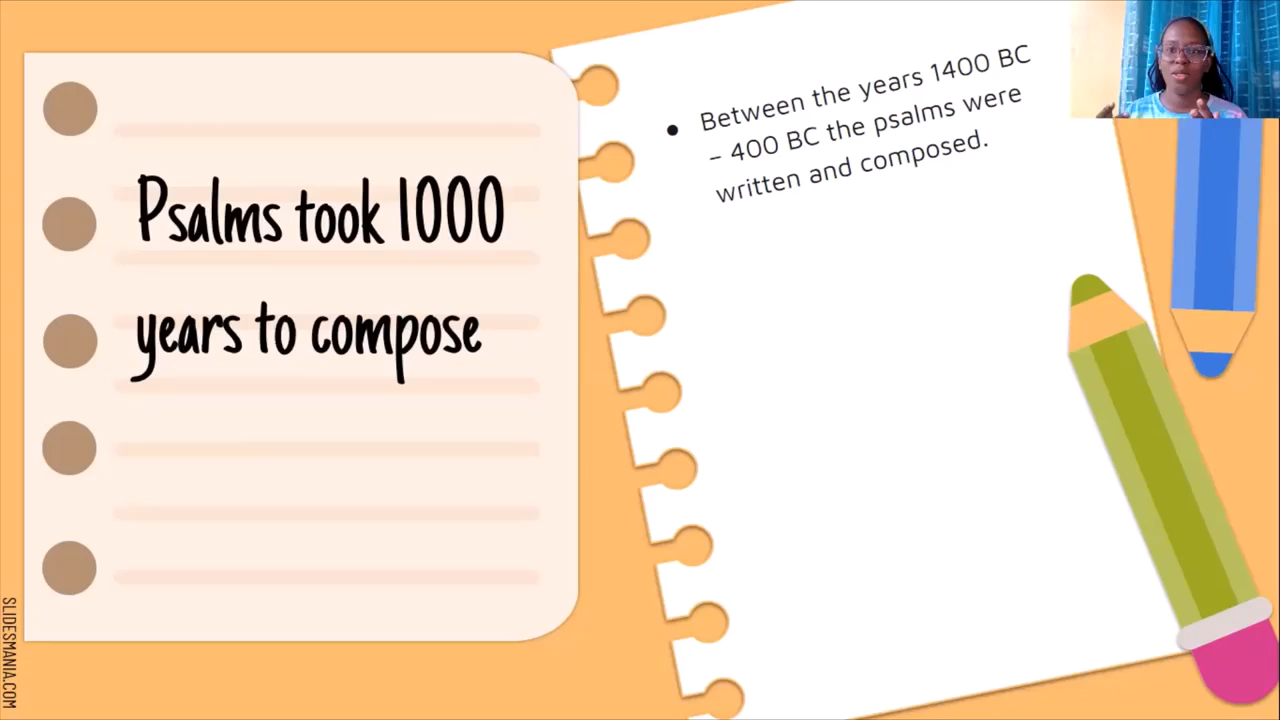 Psalms took 1000
years to compose
• Between the years 1400 BC
– 400 BC the psalms were
written and composed.
SLIDESMANIA.COM